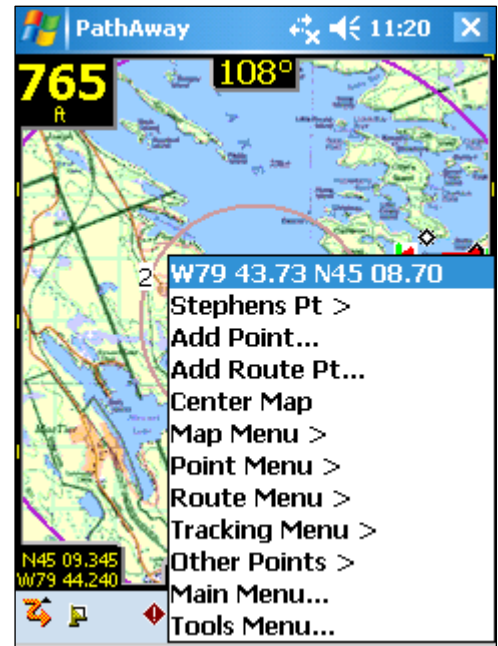 PathAway
11:20
765
ft
108°
2
W79 43.73 N45 08.70
Stephens Pt >
Add Point...
Add Route Pt...
Center Map
Map Menu >
Point Menu >
Route Menu >
Tracking Menu >
Other Points >
Main Menu...
Tools Menu...
N45 09.345
W79 44.240